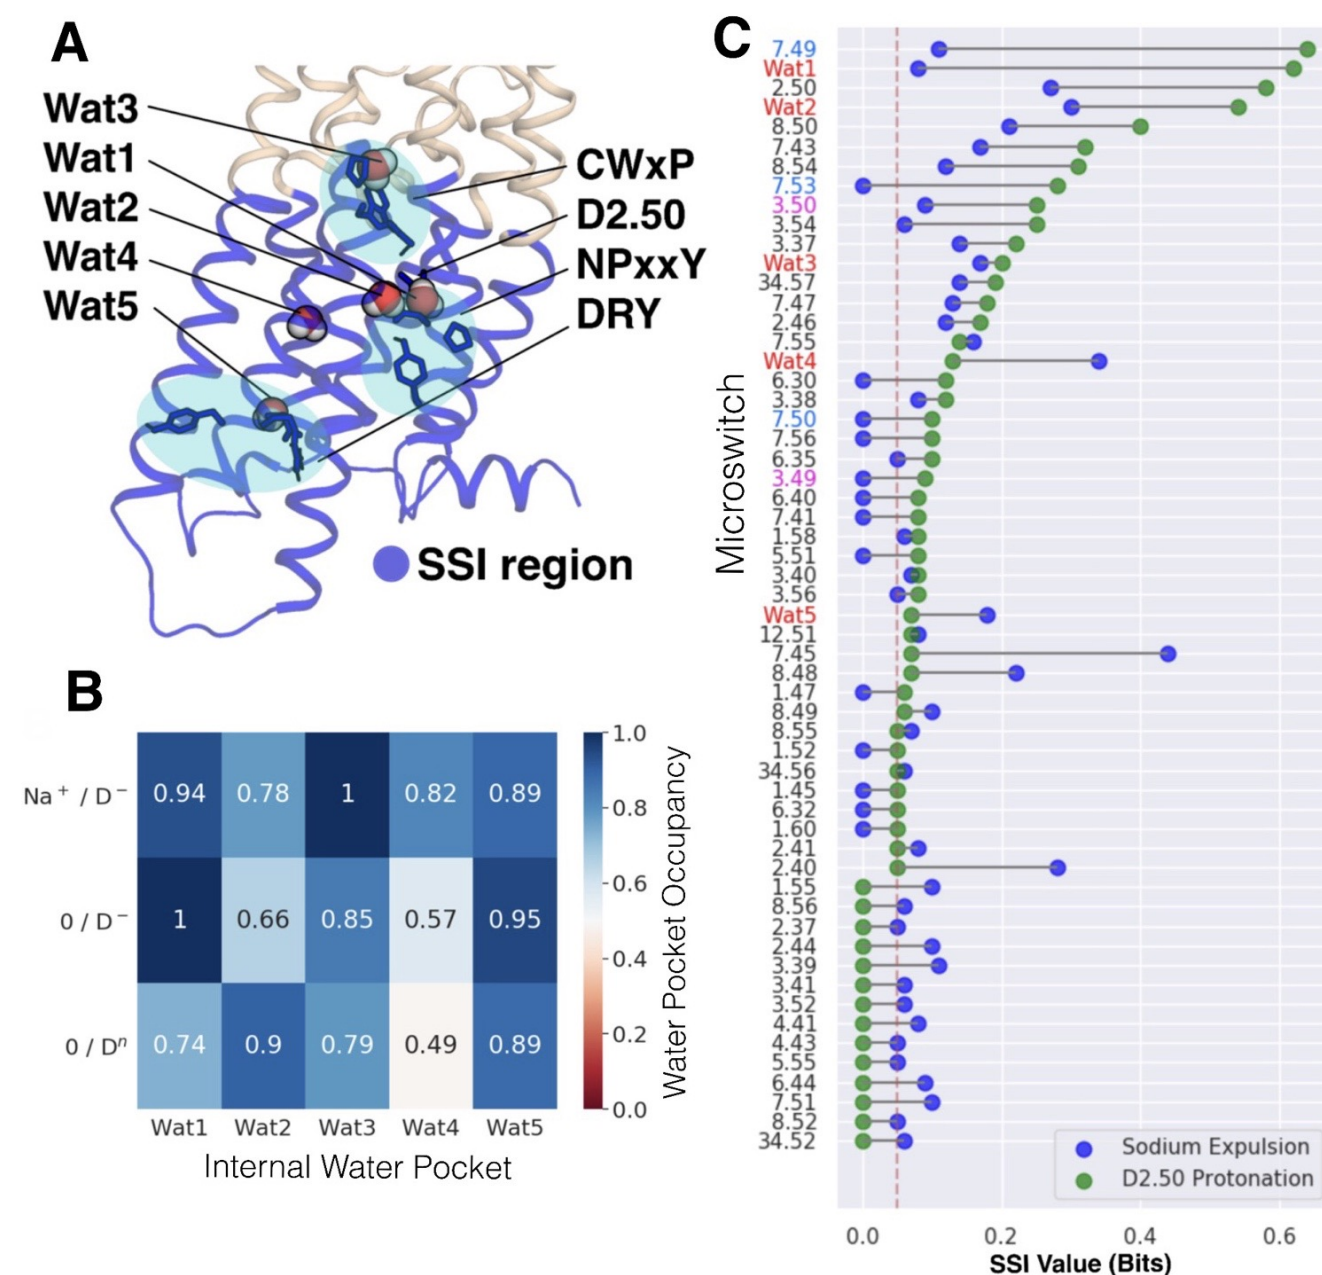 A
Wat3
Wat1
Wat2
Wat4
Wat5
CWxP
D2.50
NPxxY
DRY
SSI region
B
Na⁺ / D⁻
0 / D⁻
0 / Dⁿ
0.94 0.78 1 0.82 0.89
1 0.66 0.85 0.57 0.95
0.74 0.9 0.79 0.49 0.89
Wat1 Wat2 Wat3 Wat4 Wat5
Internal Water Pocket
1.0
0.8
0.6
0.4
0.2
0.0
Water Pocket Occupancy
C
Microswitch
7.49
Wat1
2.50
Wat2
8.50
7.43
8.54
7.53
3.50
3.54
3.37
Wat3
34.57
7.47
2.46
7.55
Wat4
6.30
3.38
7.50
7.56
6.35
3.49
6.40
7.41
1.58
5.51
3.40
3.56
Wat5
12.51
7.45
8.48
1.47
8.49
8.55
1.52
34.56
1.45
6.32
1.60
2.41
2.40
1.55
8.56
2.37
2.44
3.39
3.41
3.52
4.41
4.43
5.55
6.44
7.51
8.52
34.52
Sodium Expulsion
D2.50 Protonation
0.0 0.2 0.4 0.6
SSI Value (Bits)